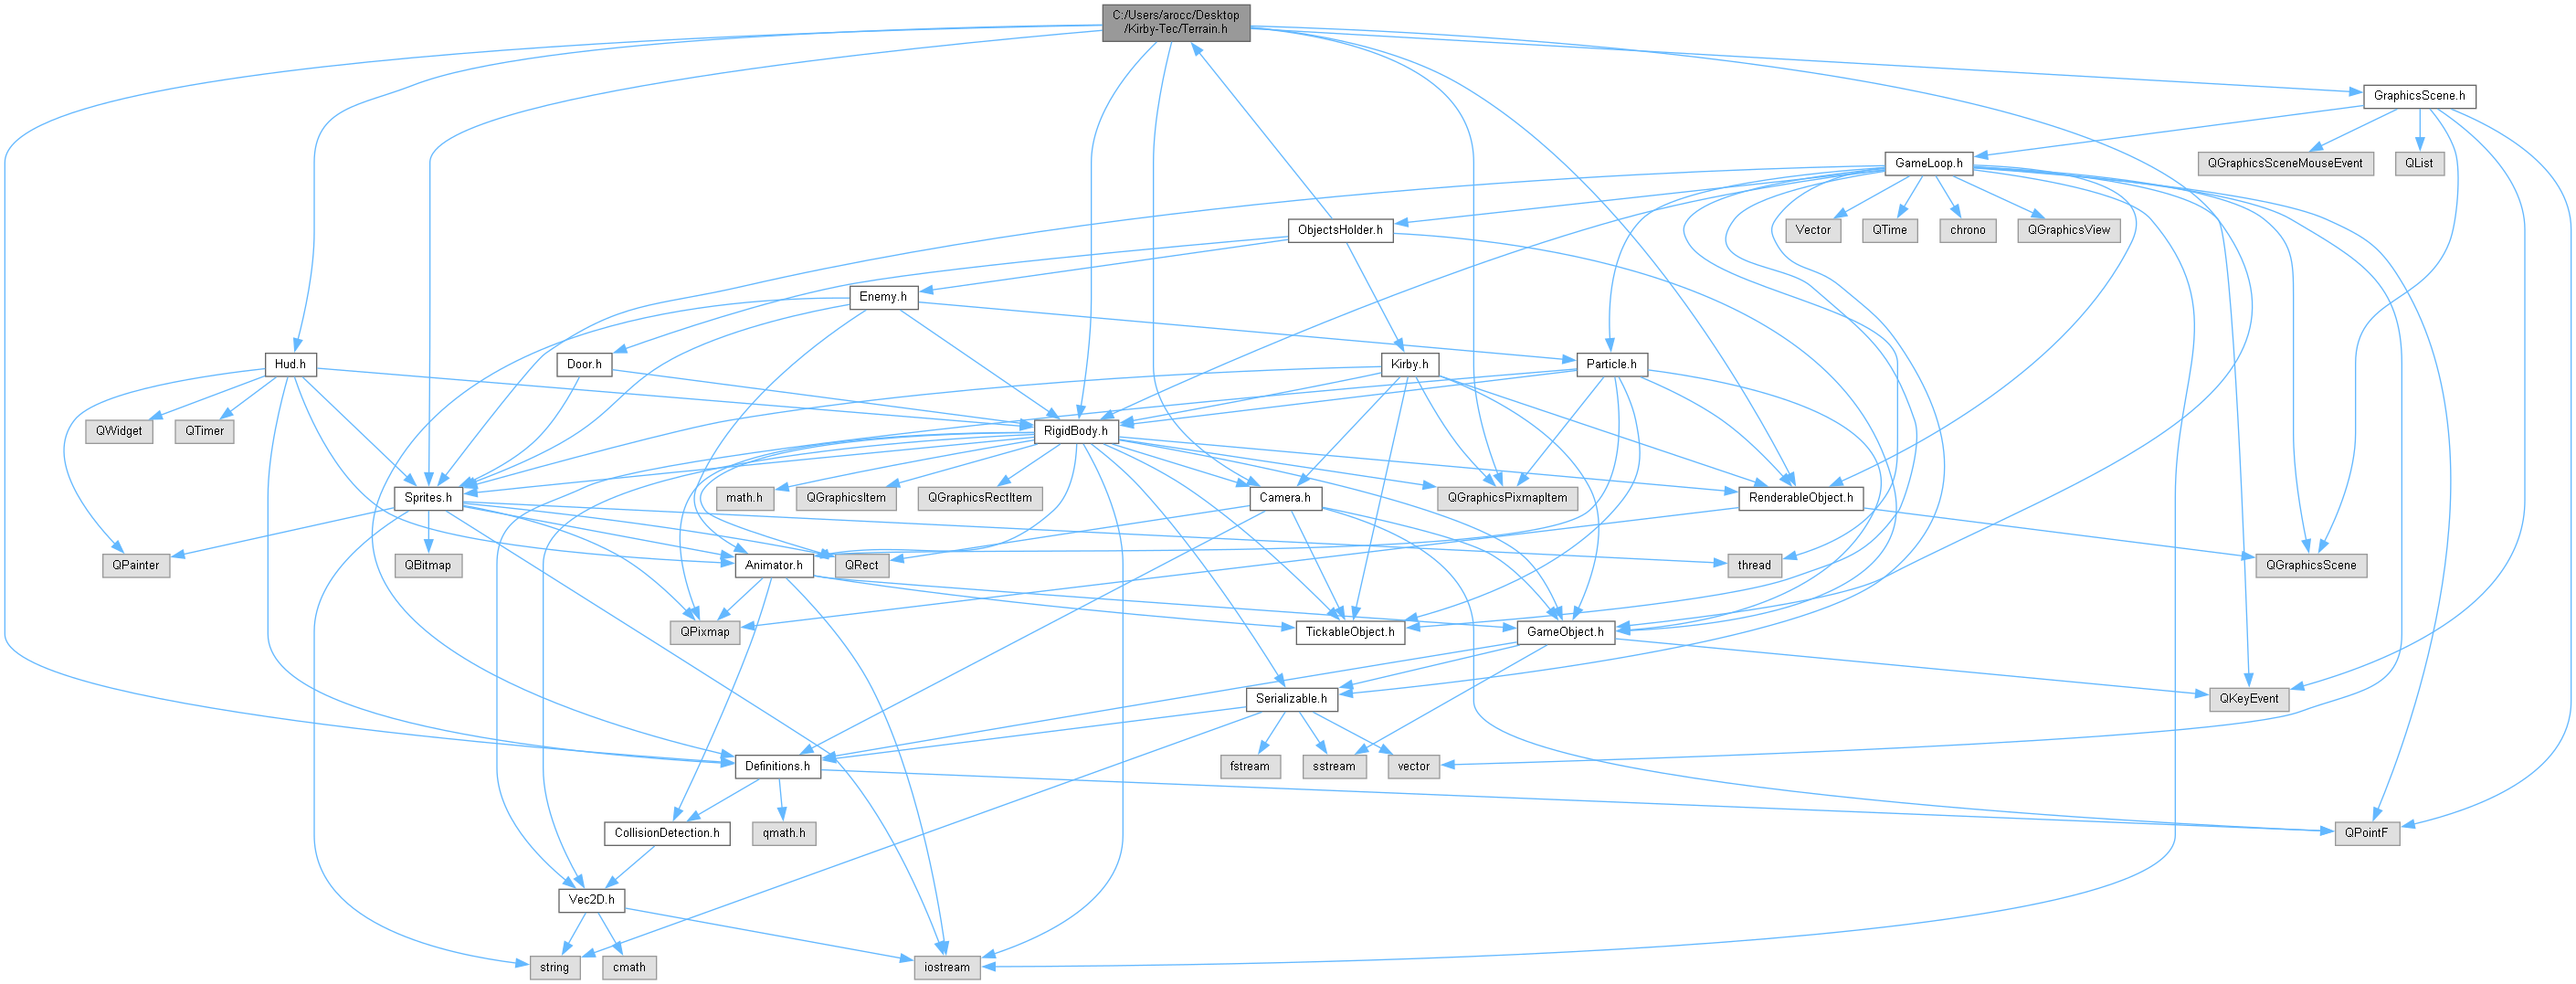 C:/Users/arocc/Desktop
/Kirby-Tec/Terrain.h
GraphicsScene.h
GameLoop.h
QGraphicsSceneMouseEvent
QList
ObjectsHolder.h
Vector
QTime
chrono
QGraphicsView
Enemy.h
Hud.h
Door.h
Kirby.h
Particle.h
QWidget
QTimer
RigidBody.h
Sprites.h
math.h
QGraphicsItem
QGraphicsRectItem
Camera.h
QGraphicsPixmapItem
RenderableObject.h
QPainter
QBitmap
Animator.h
QRect
thread
QGraphicsScene
QPixmap
TickableObject.h
GameObject.h
Serializable.h
QKeyEvent
Definitions.h
fstream
sstream
vector
CollisionDetection.h
qmath.h
QPointF
Vec2D.h
string
cmath
iostream